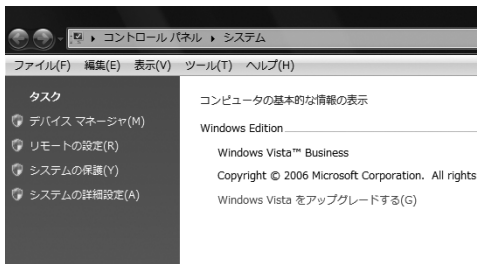 コントロール パネル ▸ システム
ファイル(F) 編集(E) 表示(V) ツール(T) ヘルプ(H)
タスク
デバイス マネージャ(M)
リモートの設定(R)
システムの保護(Y)
システムの詳細設定(A)
コンピュータの基本的な情報の表示
Windows Edition
Windows Vista™ Business
Copyright © 2006 Microsoft Corporation. All rights
Windows Vista をアップグレードする(G)